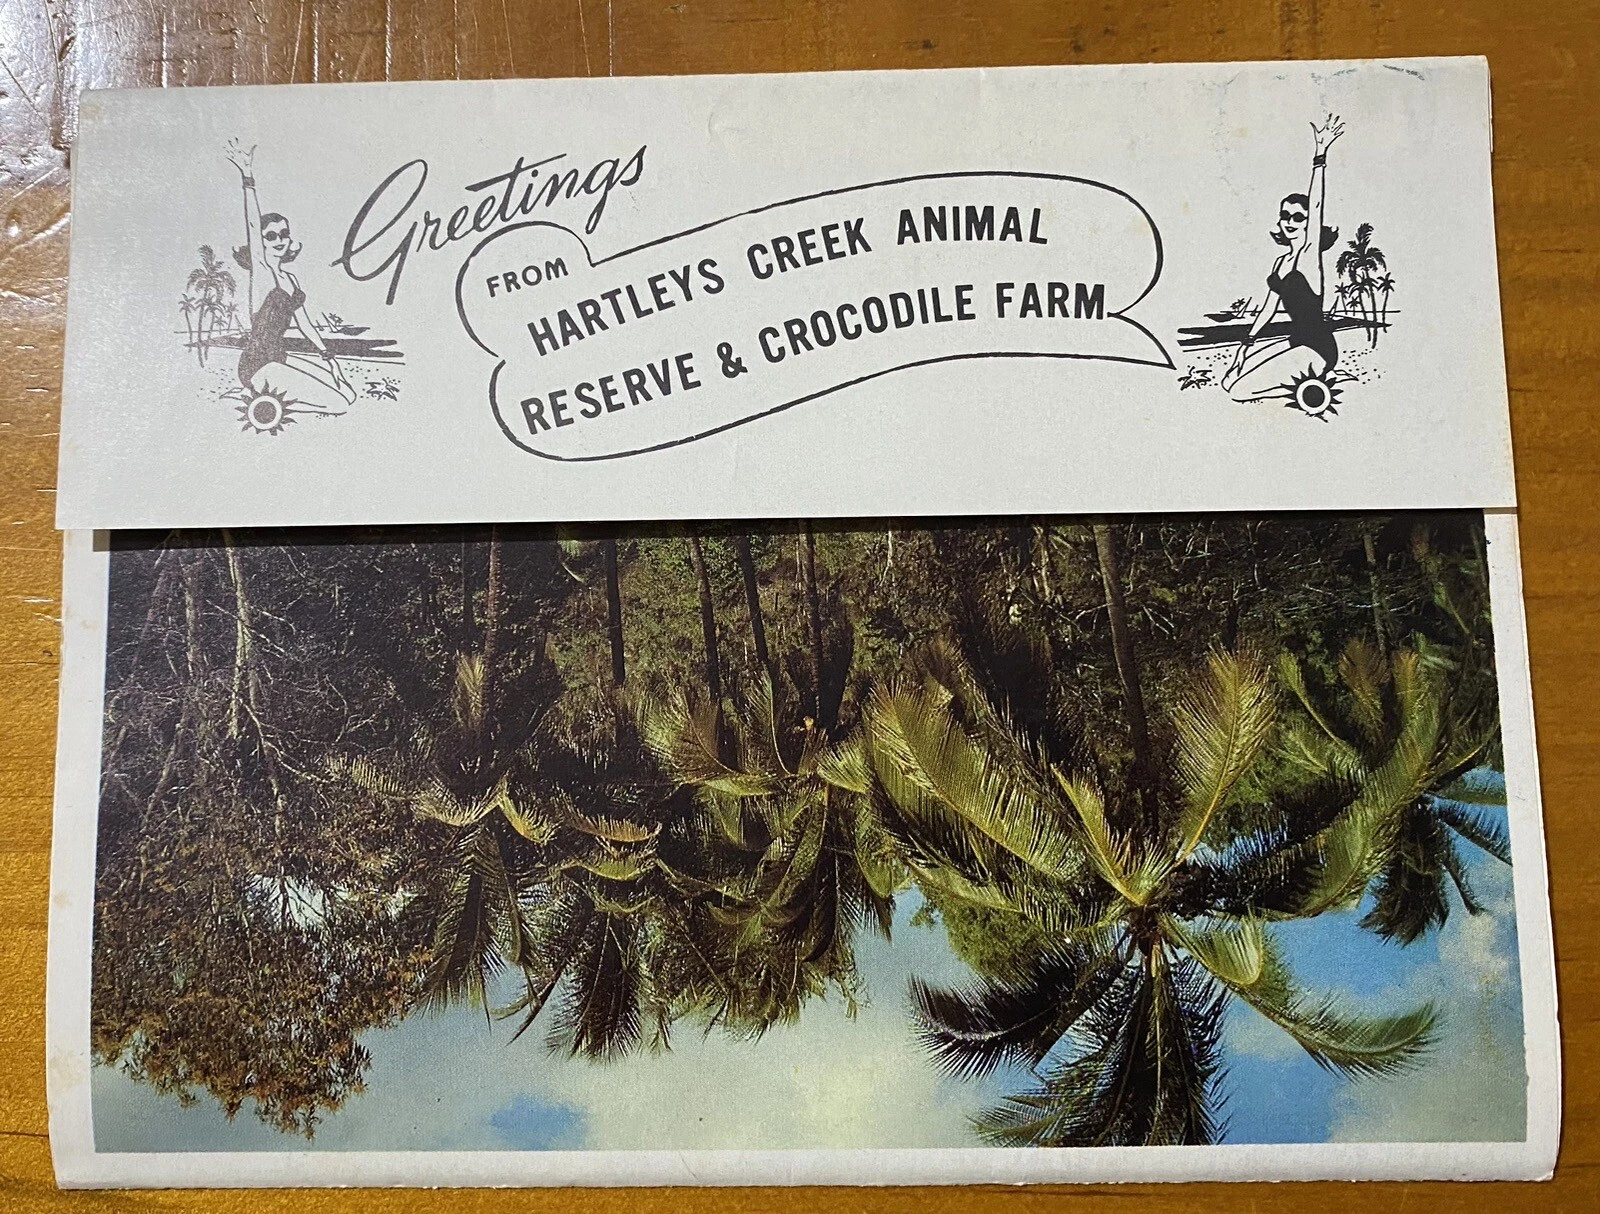 Greetings
FROM
HARTLEYS CREEK ANIMAL
RESERVE & CROCODILE FARM